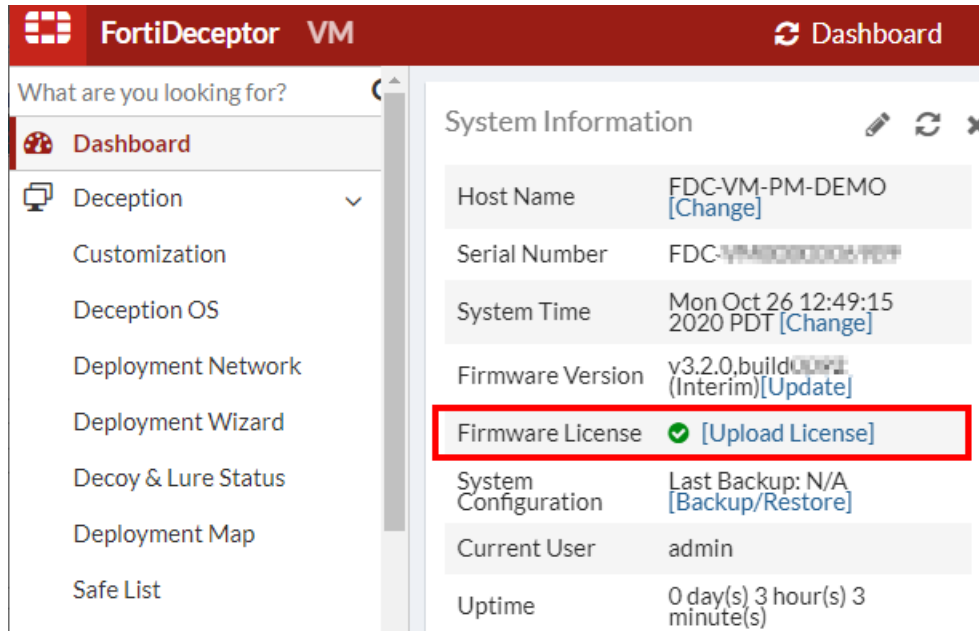 FortiDeceptor VM
Dashboard
What are you looking for?
Dashboard
Deception
Customization
Deception OS
Deployment Network
Deployment Wizard
Decoy & Lure Status
Deployment Map
Safe List
System Information
Host Name
FDC-VM-PM-DEMO
[Change]
Serial Number
FDC-
System Time
Mon Oct 26 12:49:15
2020 PDT [Change]
Firmware Version
v3.2.0,build
(Interim)[Update]
Firmware License
[Upload License]
System
Configuration
Last Backup: N/A
[Backup/Restore]
Current User
admin
Uptime
0 day(s) 3 hour(s) 3
minute(s)